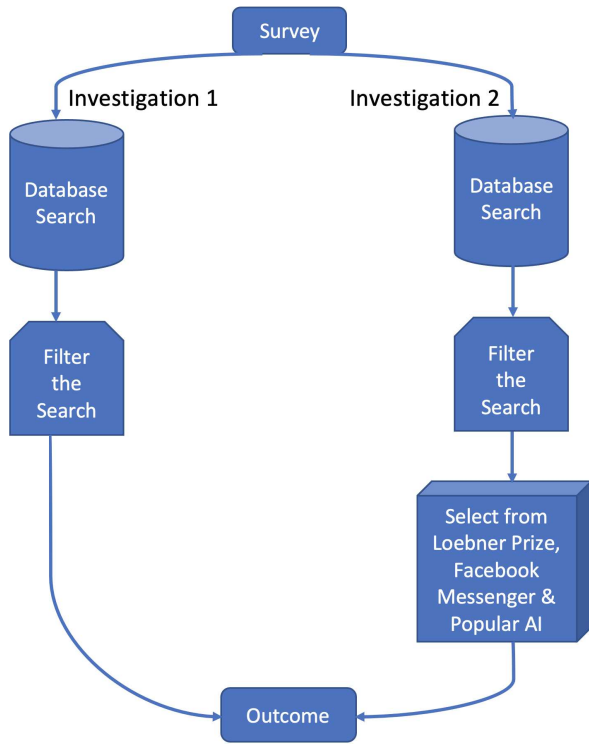 Survey
Investigation 1
Investigation 2
Database
Search
Database
Search
Filter
the
Search
Filter
the
Search
Select from
Loebner Prize,
Facebook
Messenger &
Popular AI
Outcome